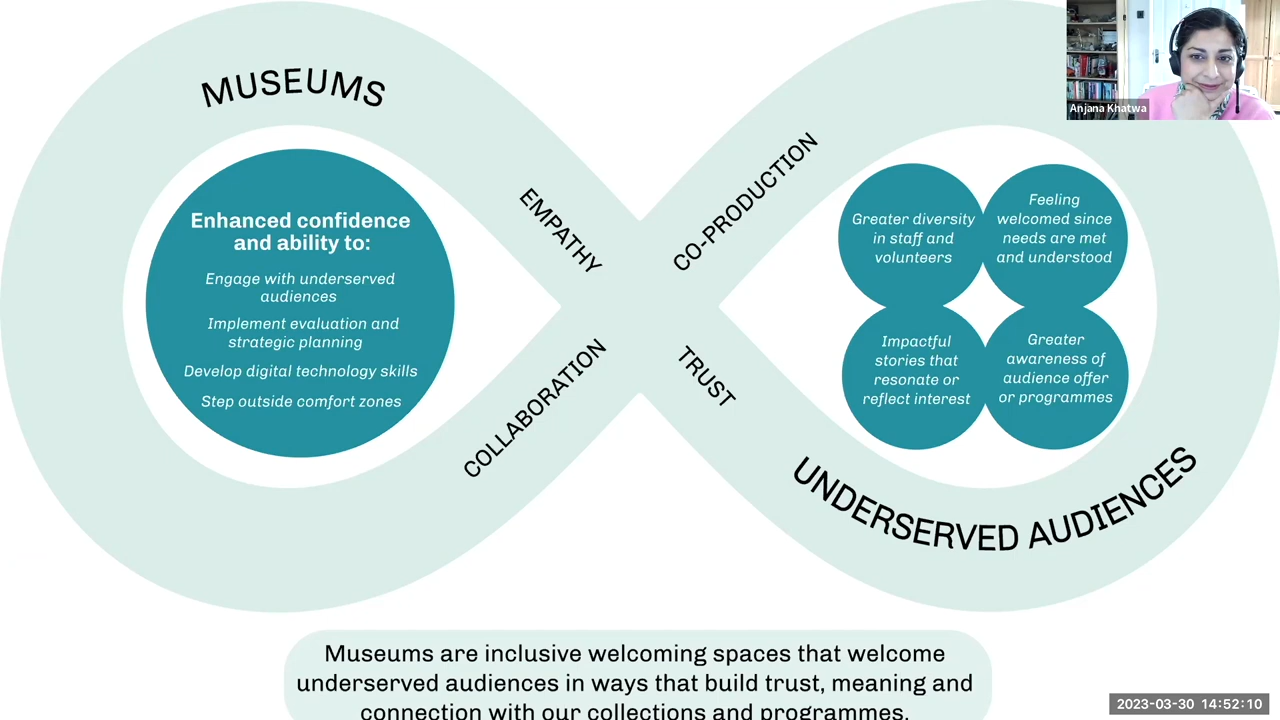 MUSEUMS
Enhanced confidence
and ability to:
Engage with underserved
audiences
Implement evaluation and
strategic planning
Develop digital technology skills
Step outside comfort zones
EMPATHY
COLLABORATION
CO-PRODUCTION
TRUST
Greater diversity
in staff and
volunteers
Feeling
welcomed since
needs are met
and understood
Impactful
stories that
resonate or
reflect interest
Greater
awareness of
audience offer
or programmes
UNDERSERVED AUDIENCES
Museums are inclusive welcoming spaces that welcome
underserved audiences in ways that build trust, meaning and
connection with our collections and programmes.
Anjana Khatwa
2023-03-30 14:52:10